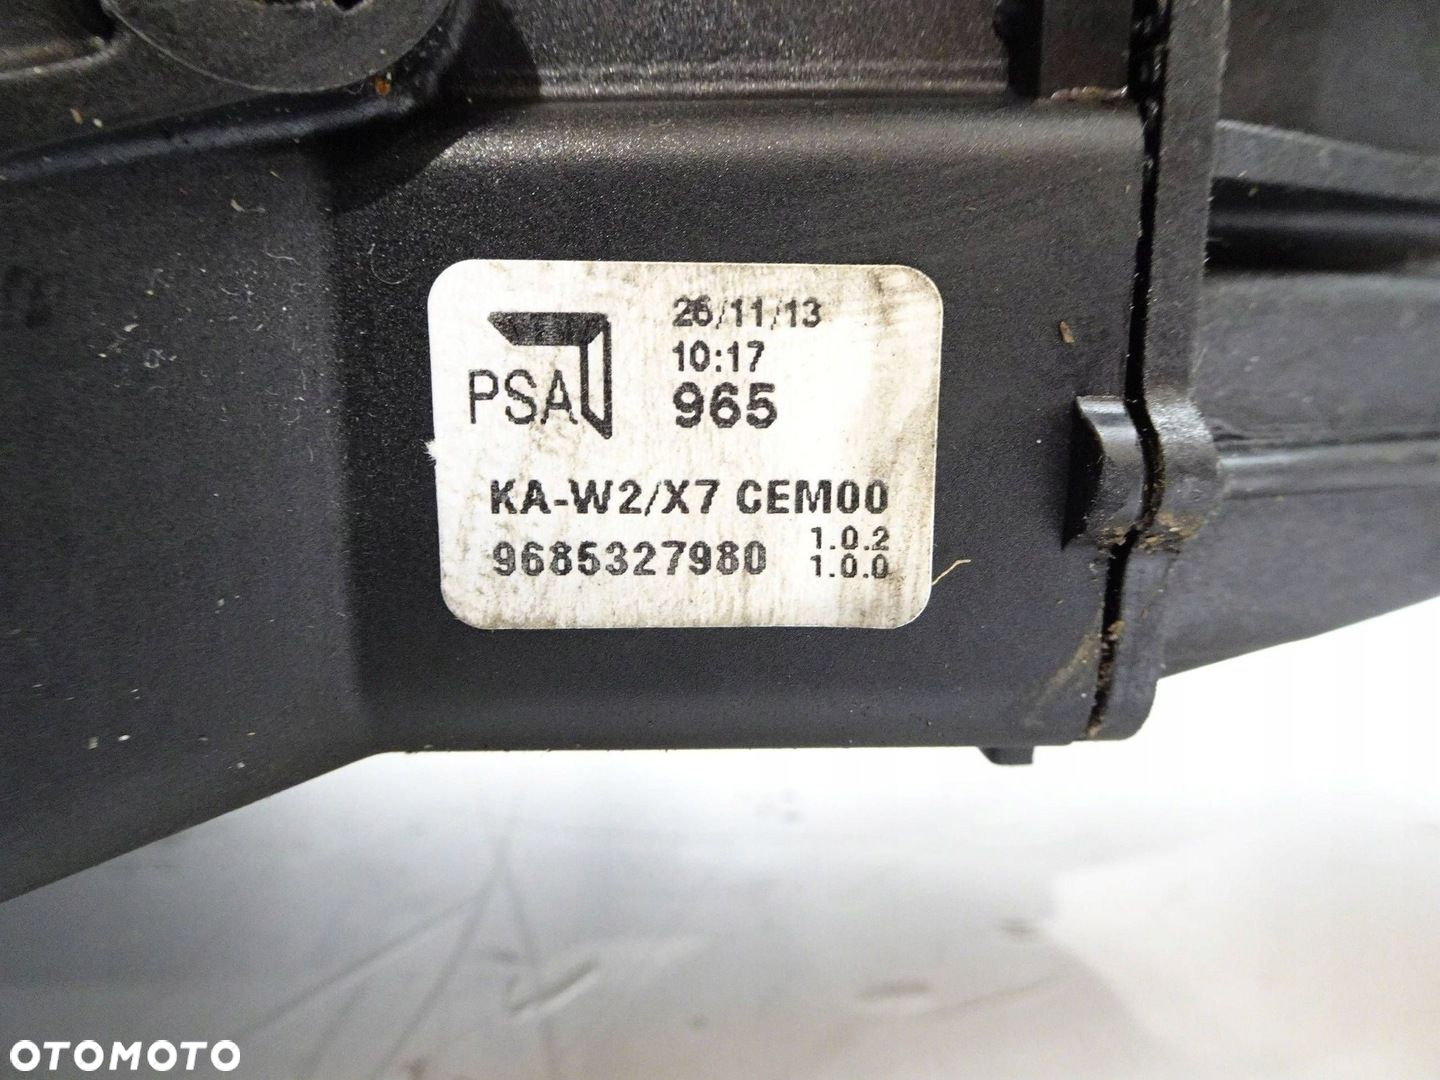 PSA
26/11/13
10:17
965
KA-W2/X7 CEM00
9685327980
1.0.2
1.0.0
OTOMOTO